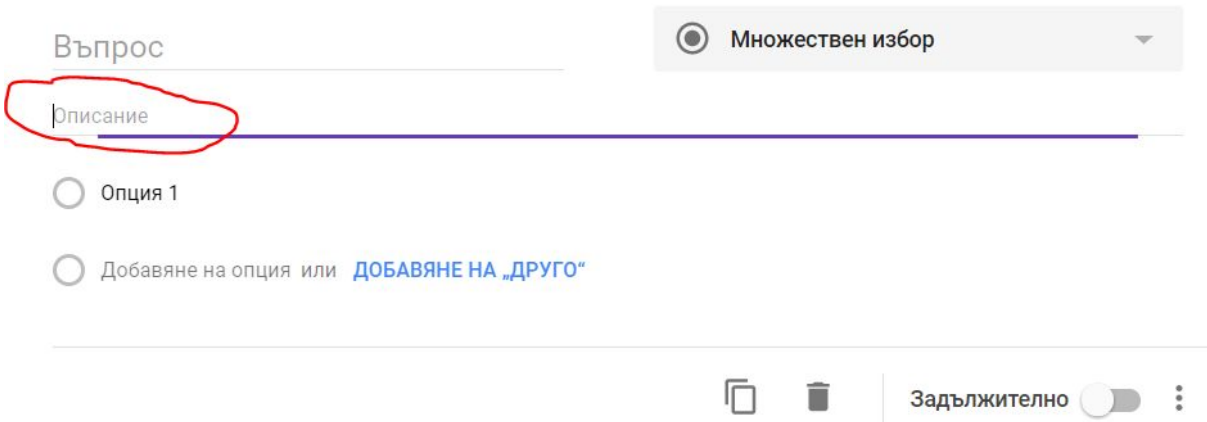 Въпрос
Множествен избор
Описание
Опция 1
Добавяне на опция или ДОБАВЯНЕ НА „ДРУГО“
Задължително